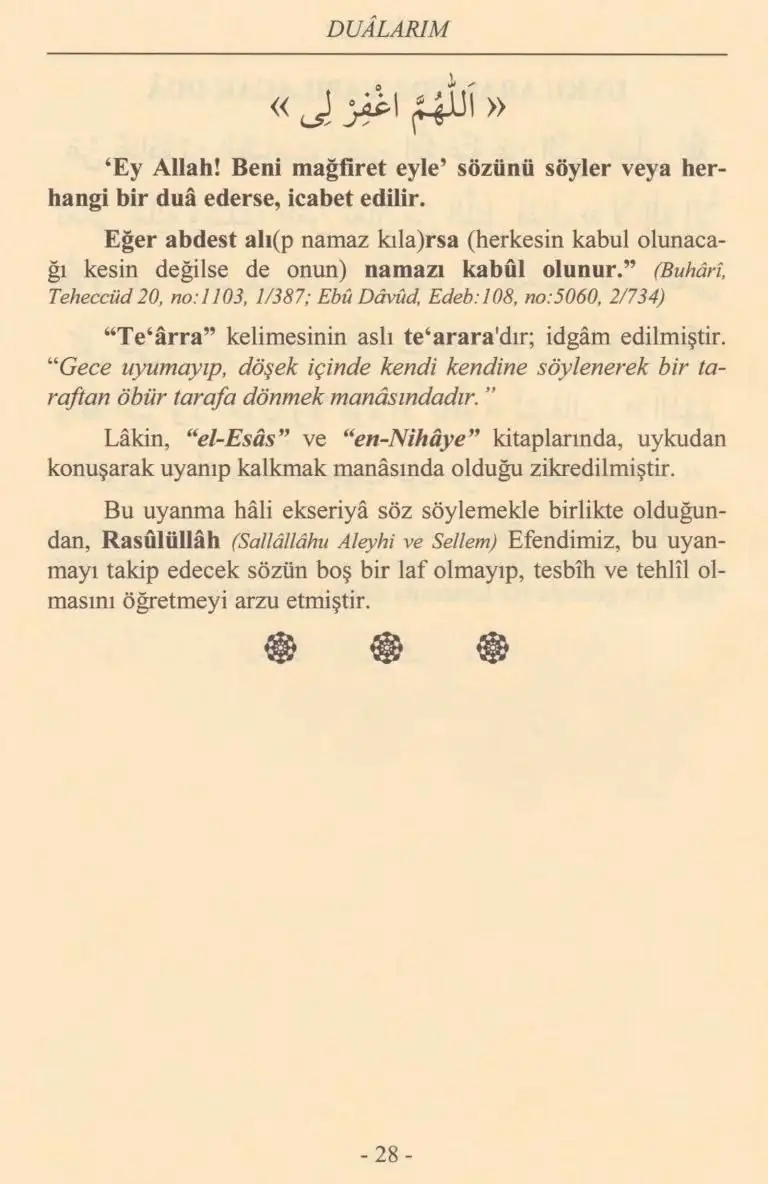 DUÂLARIM
« اَللّٰهُمَّ اغْفِرْ لِى »
‘Ey Allah! Beni mağfiret eyle’ sözünü söyler veya her-
hangi bir duâ ederse, icabet edilir.
Eğer abdest alı(p namaz kıla)rsa (herkesin kabul olunaca-
ğı kesin değilse de onun) namazı kabûl olunur.” (Buhârî,
Teheccüd 20, no:1103, 1/387; Ebû Dâvûd, Edeb:108, no:5060, 2/734)
“Te‘ârra” kelimesinin aslı te‘arara'dır; idgâm edilmiştir.
“Gece uyumayıp, döşek içinde kendi kendine söylenerek bir ta-
raftan öbür tarafa dönmek manâsındadır.”
Lâkin, “el-Esâs” ve “en-Nihâye” kitaplarında, uykudan
konuşarak uyanıp kalkmak manâsında olduğu zikredilmiştir.
Bu uyanma hâli ekseriyâ söz söylemekle birlikte olduğun-
dan, Rasûlüllâh (Sallâllâhu Aleyhi ve Sellem) Efendimiz, bu uyan-
mayı takip edecek sözün boş bir laf olmayıp, tesbîh ve tehlîl ol-
masını öğretmeyi arzu etmiştir.
- 28 -